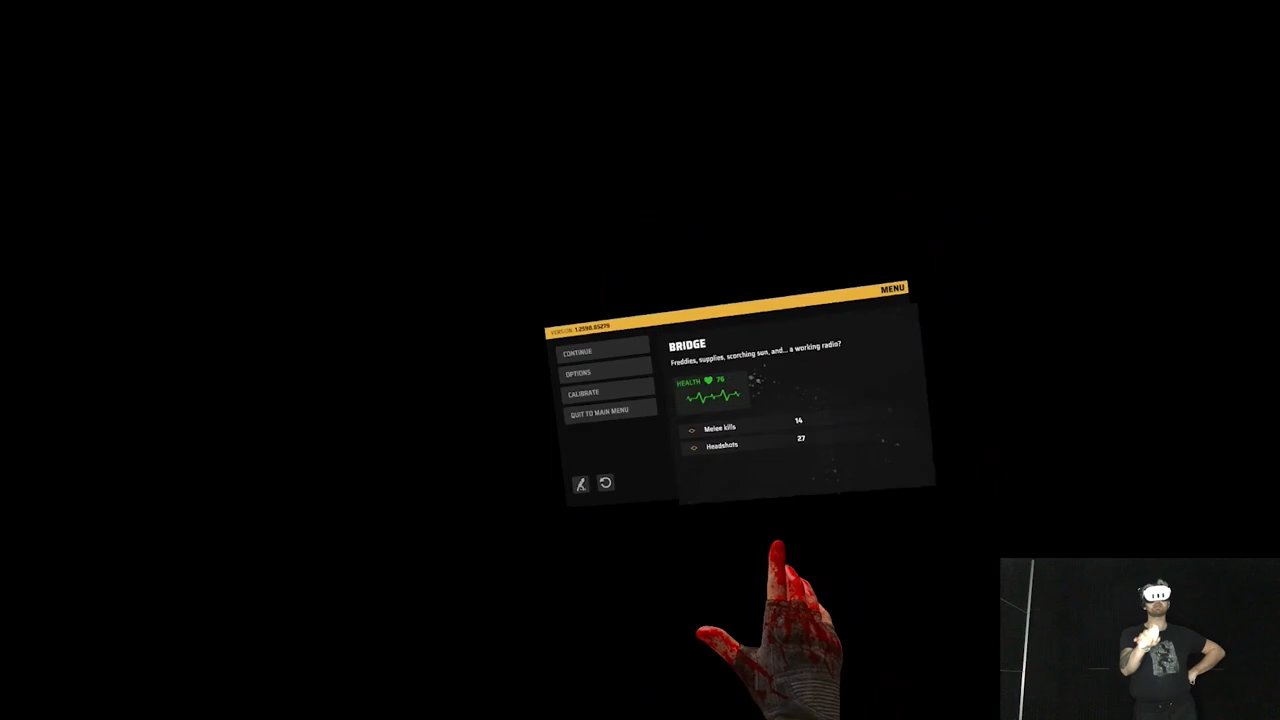 MENU
VERSION 1.2598.85279
CONTINUE
OPTIONS
CALIBRATE
QUIT TO MAIN MENU
BRIDGE
Freddies, supplies, scorching sun, and... a working radio?
HEALTH 76
Melee kills 14
Headshots 27